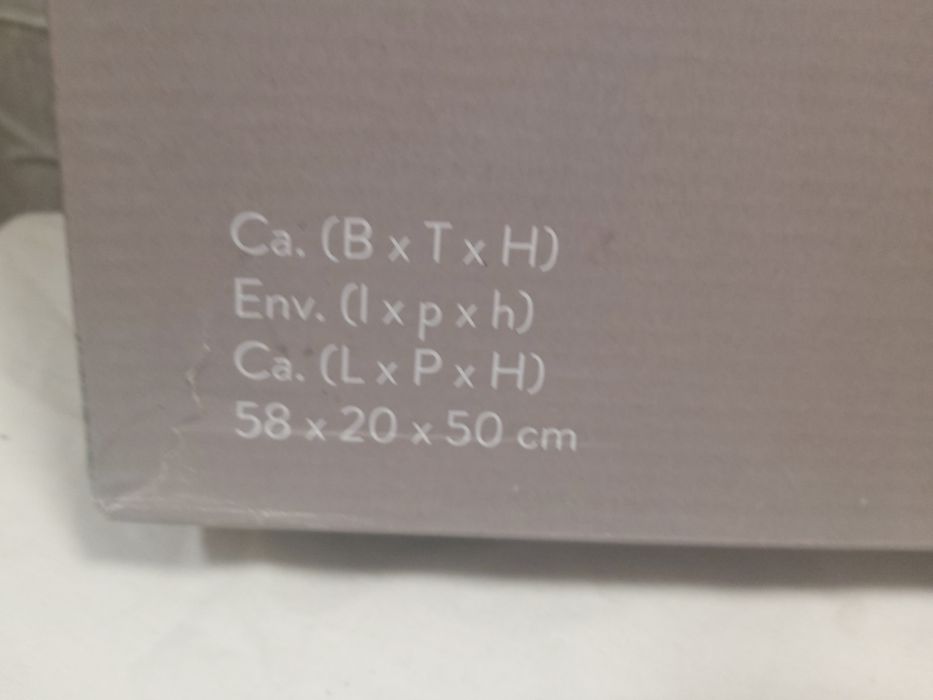 Ca. (B x T x H)
Env. (l x p x h)
Ca. (L x P x H)
58 x 20 x 50 cm